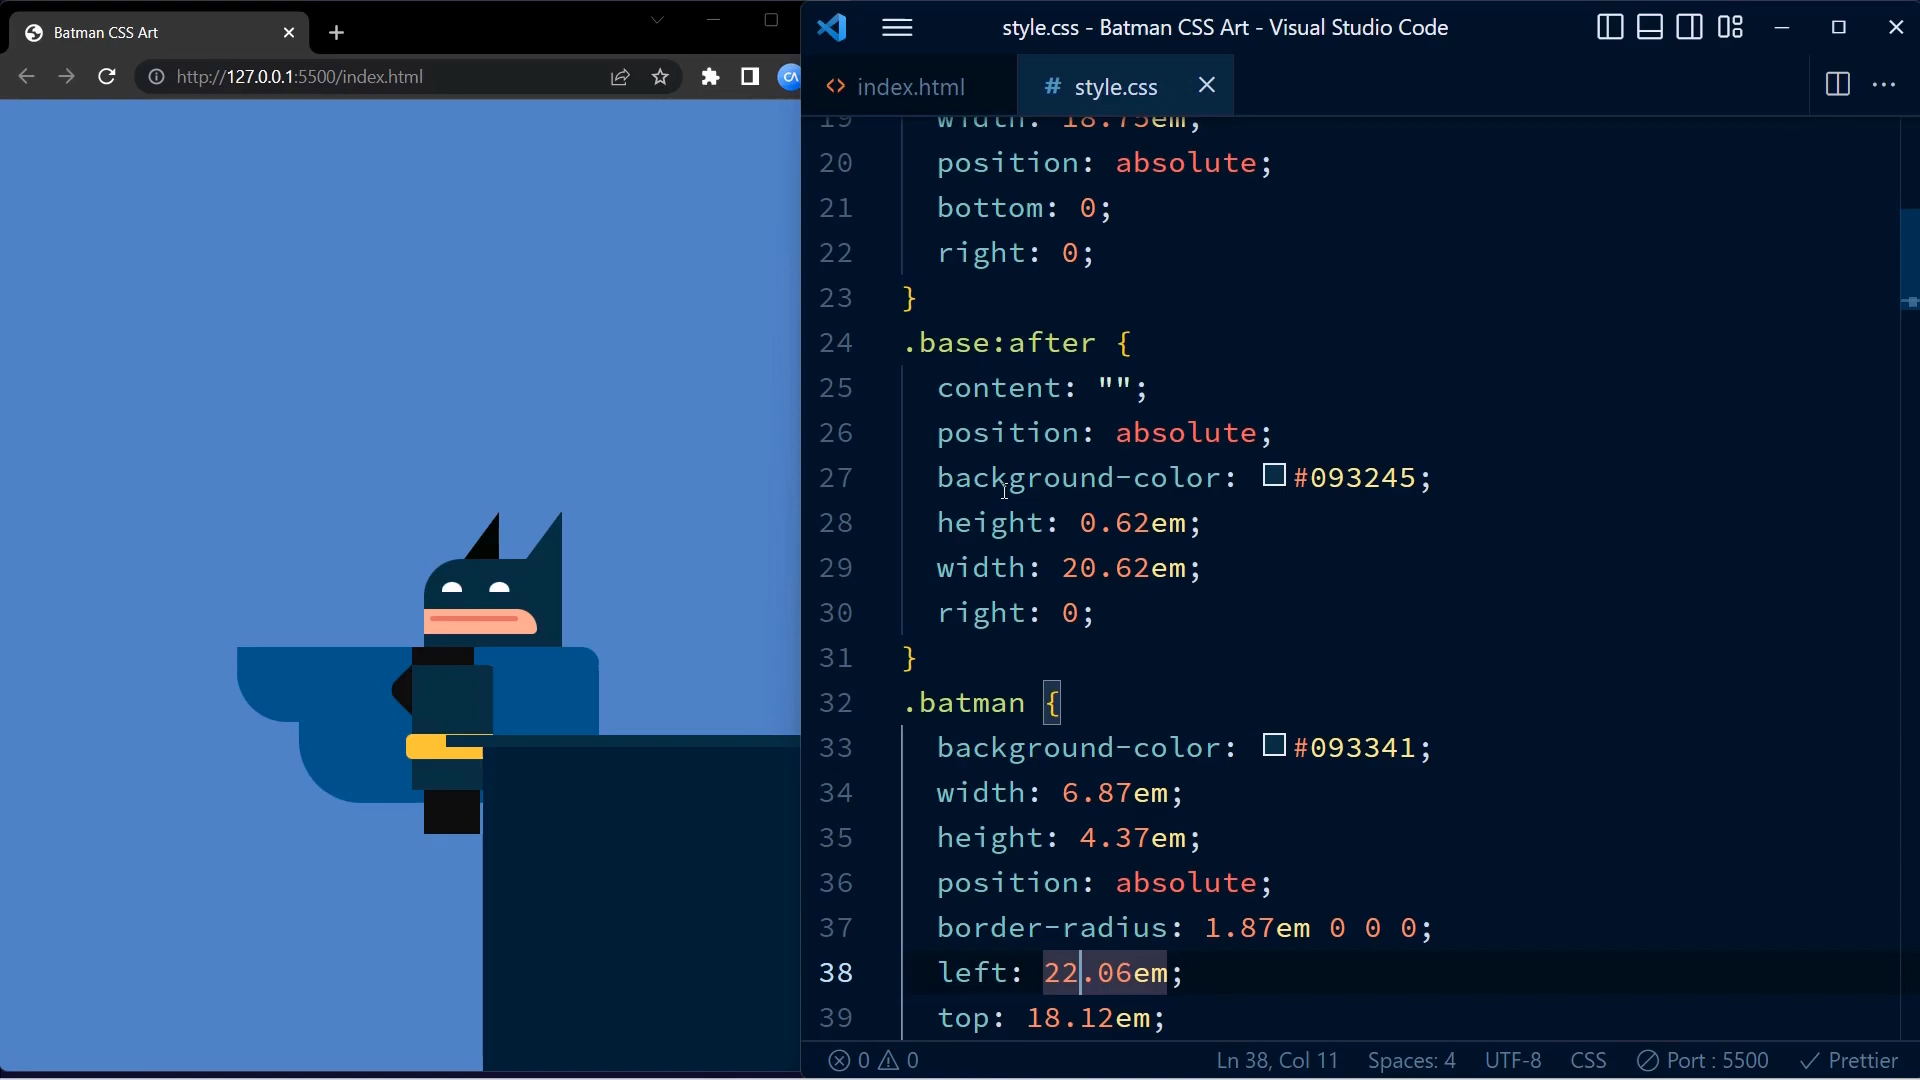 Batman CSS Art
http://127.0.0.1:5500/index.html
CA
style.css - Batman CSS Art - Visual Studio Code
<> index.html
# style.css
19 width: 18.75em;
20 position: absolute;
21 bottom: 0;
22 right: 0;
23 }
24 .base:after {
25 content: "";
26 position: absolute;
27 background-color: #093245;
28 height: 0.62em;
29 width: 20.62em;
30 right: 0;
31 }
32 .batman {
33 background-color: #093341;
34 width: 6.87em;
35 height: 4.37em;
36 position: absolute;
37 border-radius: 1.87em 0 0 0;
38 left: 22.06em;
39 top: 18.12em;
0 0 Ln 38, Col 11 Spaces: 4 UTF-8 CSS Port : 5500 Prettier